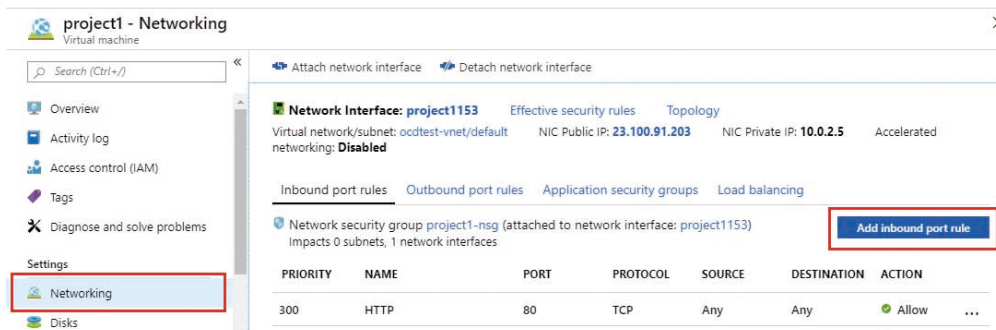 project1 - Networking
Virtual machine
Search (Ctrl+/)
«
Overview
Activity log
Access control (IAM)
Tags
Diagnose and solve problems
Settings
Networking
Disks
Attach network interface Detach network interface
Network Interface: project1153 Effective security rules Topology
Virtual network/subnet: ocdtest-vnet/default NIC Public IP: 23.100.91.203 NIC Private IP: 10.0.2.5 Accelerated
networking: Disabled
Inbound port rules Outbound port rules Application security groups Load balancing
Network security group project1-nsg (attached to network interface: project1153)
Impacts 0 subnets, 1 network interfaces
Add inbound port rule
PRIORITY NAME PORT PROTOCOL SOURCE DESTINATION ACTION
300 HTTP 80 TCP Any Any Allow ...